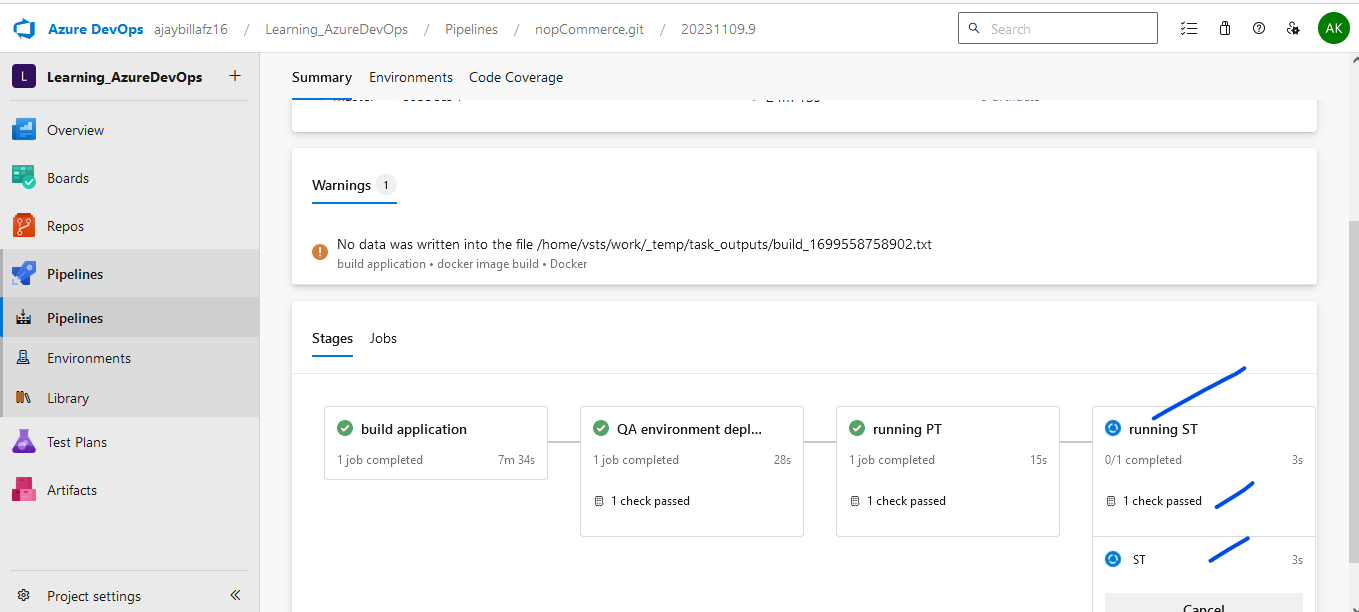 Azure DevOps ajaybillafz16 / Learning_AzureDevOps / Pipelines / nopCommerce.git / 20231109.9 Search AK
L Learning_AzureDevOps +
Overview
Boards
Repos
Pipelines
Pipelines
Environments
Library
Test Plans
Artifacts
Project settings
Summary Environments Code Coverage
Warnings 1
No data was written into the file /home/vsts/work/_temp/task_outputs/build_1699558758902.txt
build application • docker image build • Docker
Stages Jobs
build application
1 job completed 7m 34s
QA environment depl...
1 job completed 28s
1 check passed
running PT
1 job completed 15s
1 check passed
running ST
0/1 completed 3s
1 check passed
ST 3s
Cancel